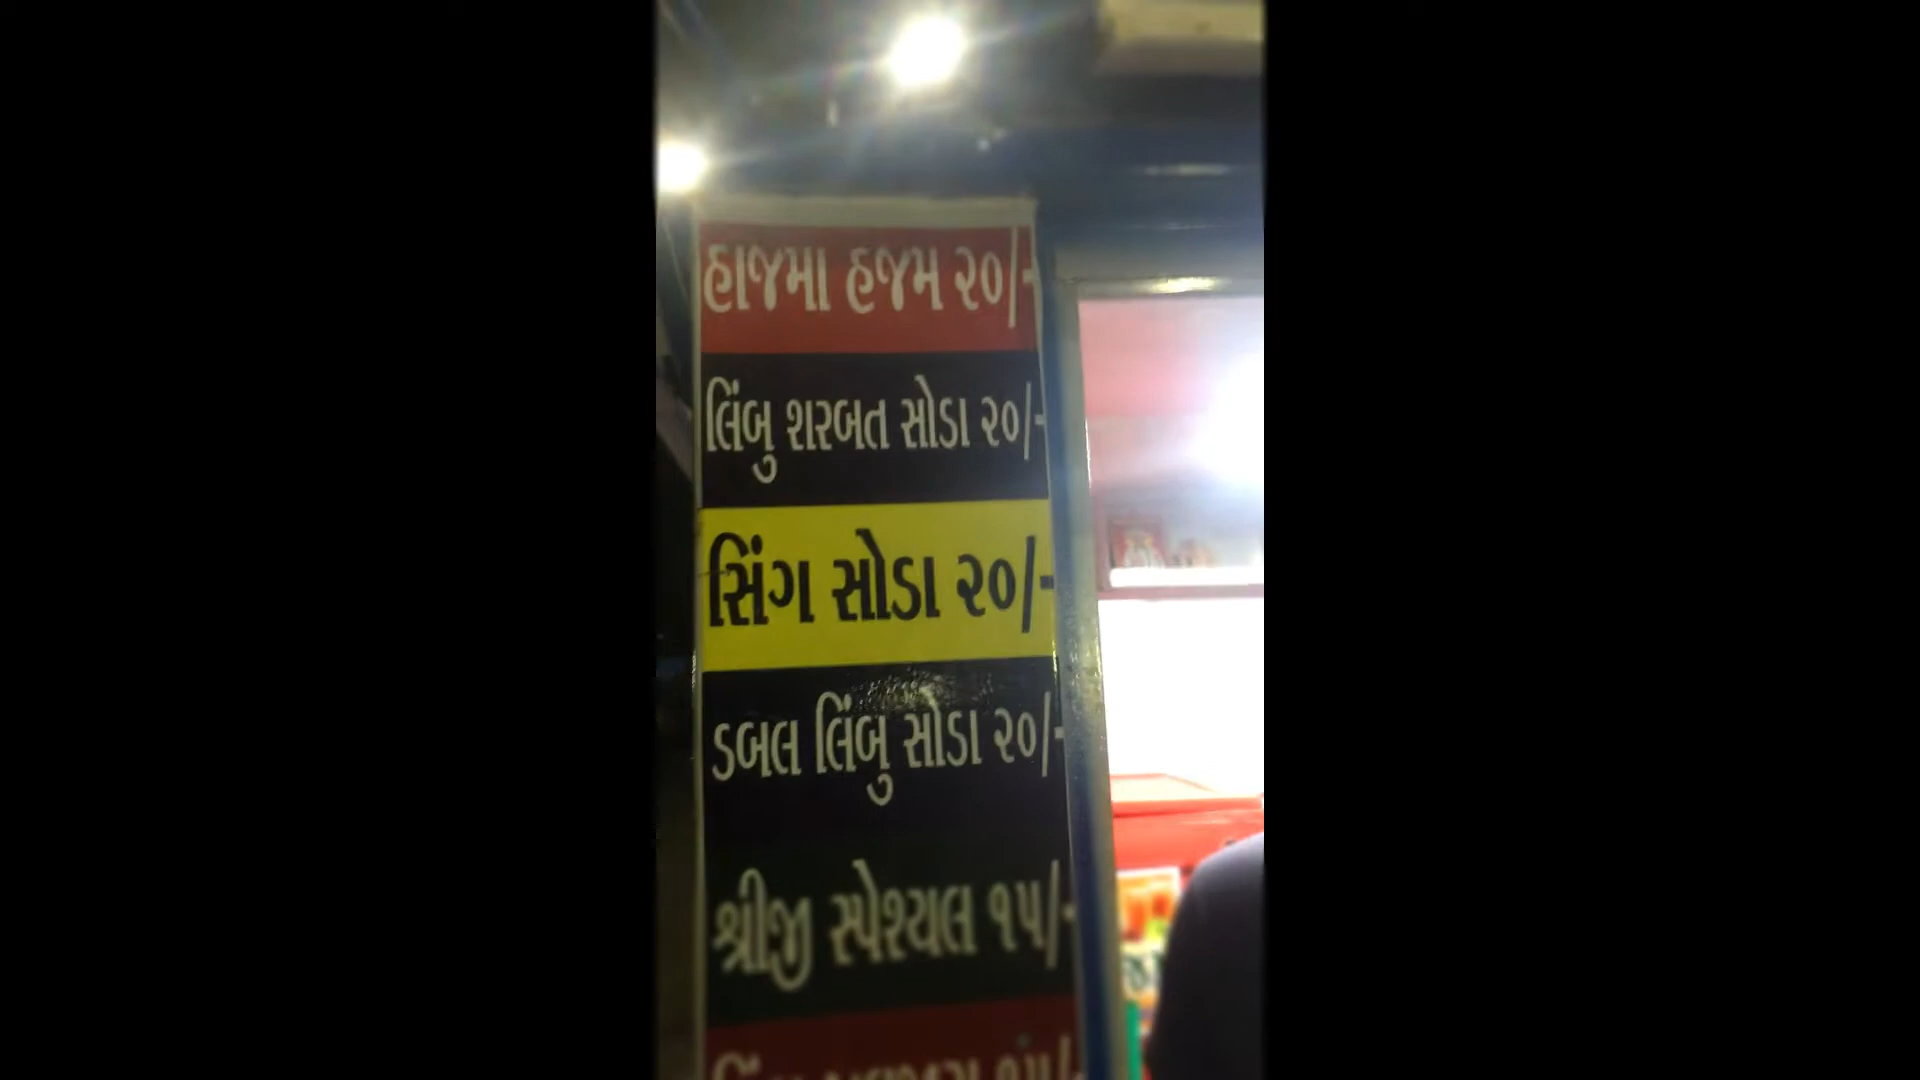 હાજમા હજમ ૨૦/-
લિંબુ શરબત સોડા ૨૦/-
સિંગ સોડા ૨૦/-
ડબલ લિંબુ સોડા ૨૦/-
શ્રીજી સ્પેશ્યલ ૧૫/-